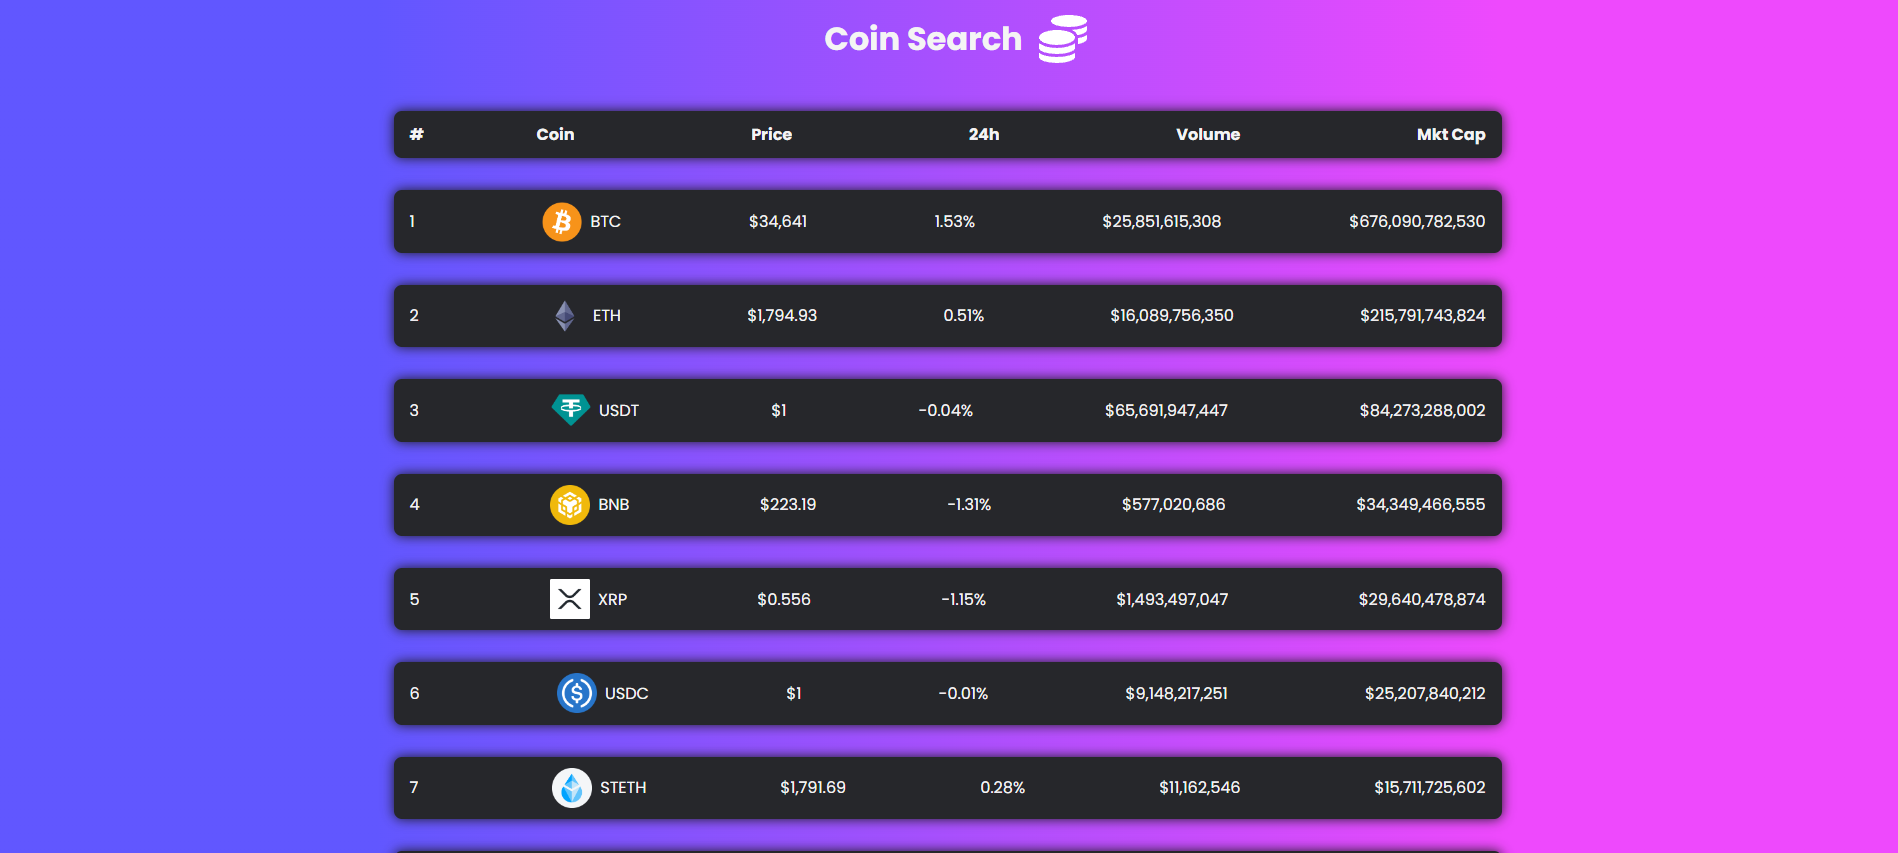 Coin Search
# Coin Price 24h Volume Mkt Cap
1 BTC $34,641 1.53% $25,851,615,308 $676,090,782,530
2 ETH $1,794.93 0.51% $16,089,756,350 $215,791,743,824
3 USDT $1 -0.04% $65,691,947,447 $84,273,288,002
4 BNB $223.19 -1.31% $577,020,686 $34,349,466,555
5 XRP $0.556 -1.15% $1,493,497,047 $29,640,478,874
6 USDC $1 -0.01% $9,148,217,251 $25,207,840,212
7 STETH $1,791.69 0.28% $11,162,546 $15,711,725,602